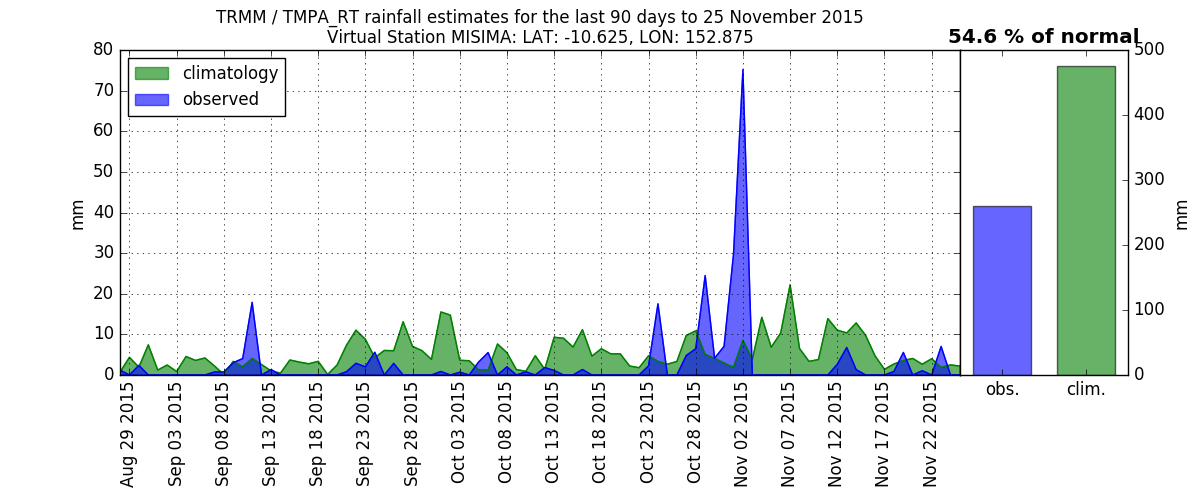 TRMM / TMPA_RT rainfall estimates for the last 90 days to 25 November 2015
Virtual Station MISIMA: LAT: -10.625, LON: 152.875
54.6 % of normal
climatology
observed
80
70
60
50
40
30
20
10
0
mm
500
400
300
200
100
0
mm
Aug 29 2015
Sep 03 2015
Sep 08 2015
Sep 13 2015
Sep 18 2015
Sep 23 2015
Sep 28 2015
Oct 03 2015
Oct 08 2015
Oct 13 2015
Oct 18 2015
Oct 23 2015
Oct 28 2015
Nov 02 2015
Nov 07 2015
Nov 12 2015
Nov 17 2015
Nov 22 2015
obs.
clim.